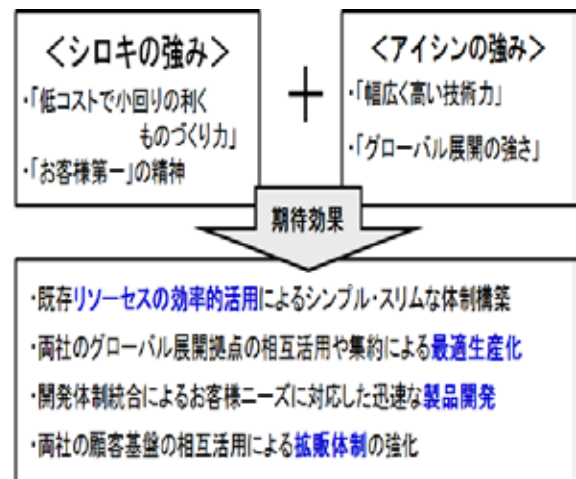 ＜シロキの強み＞
・「低コストで小回りの利く
ものづくり力」
・「お客様第一」の精神
＋
＜アイシンの強み＞
・「幅広く高い技術力」
・「グローバル展開の強さ」
期待効果
・既存リソーセスの効率的活用によるシンプル・スリムな体制構築
・両社のグローバル展開拠点の相互活用や集約による最適生産化
・開発体制統合によるお客様ニーズに対応した迅速な製品開発
・両社の顧客基盤の相互活用による拡販体制の強化